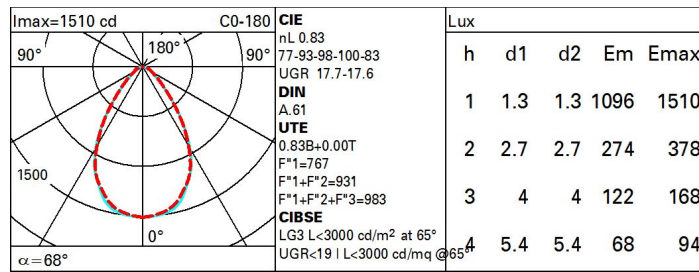 Imax=1510 cd C0-180
90° 180° 90°
1500
0°
α=68°
CIE
nL 0.83
77-93-98-100-83
UGR 17.7-17.6
DIN
A.61
UTE
0.83B+0.00T
F"1=767
F"1+F"2=931
F"1+F"2+F"3=983
CIBSE
LG3 L<3000 cd/m² at 65°
UGR<19 | L<3000 cd/mq @65°
Lux
h d1 d2 Em Emax
1 1.3 1.3 1096 1510
2 2.7 2.7 274 378
3 4 4 122 168
4 5.4 5.4 68 94